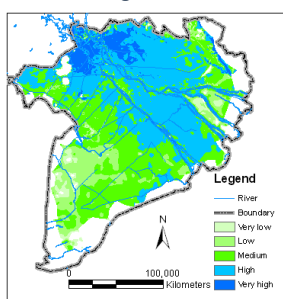 Legend
River
Boundary
Very low
Low
Medium
High
Very high
N
0 100,000
Kilometers